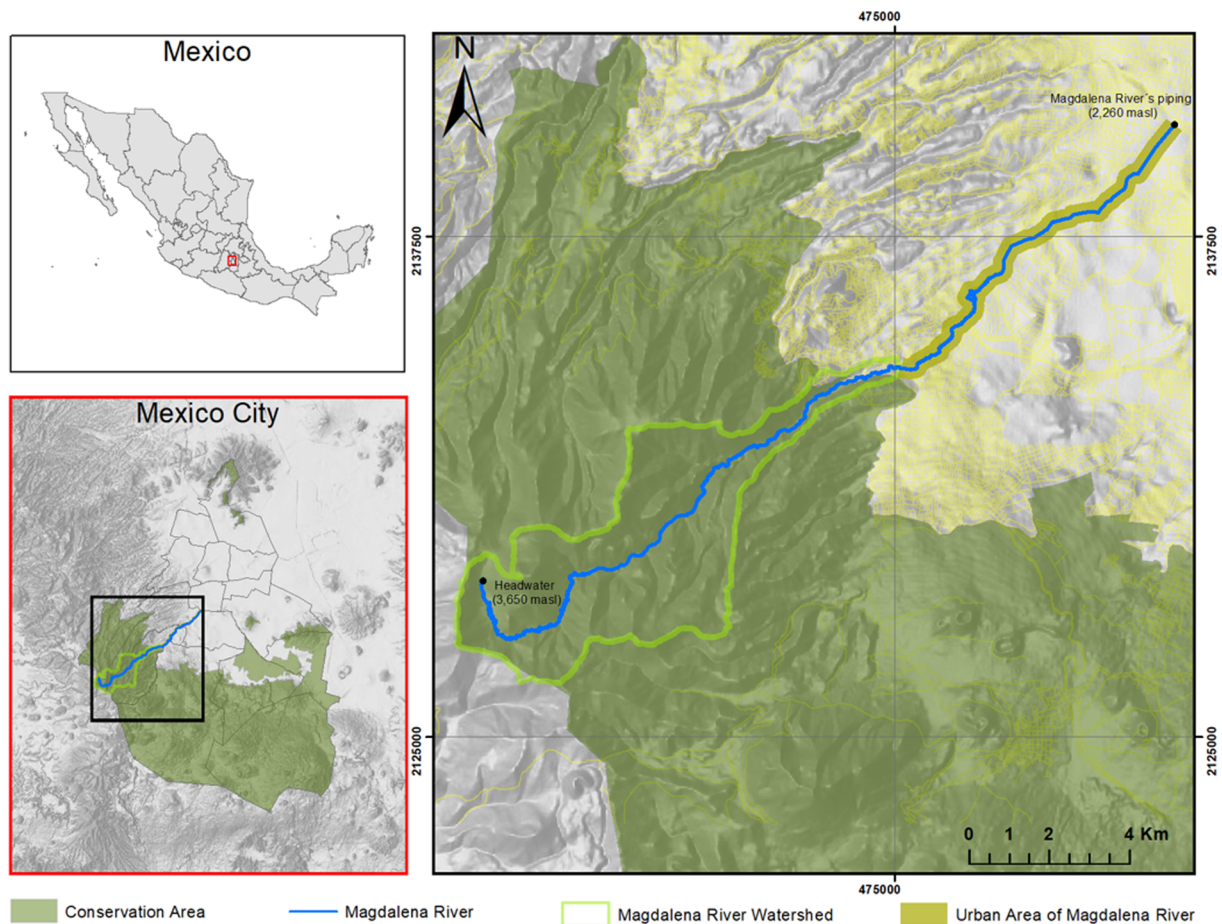 475000
Mexico
N
Magdalena River´s piping
(2,260 masl)
2137500
2137500
Mexico City
Headwater
(3,650 masl)
2125000
2125000
0 1 2 4 Km
475000
Conservation Area
Magdalena River
Magdalena River Watershed
Urban Area of Magdalena River